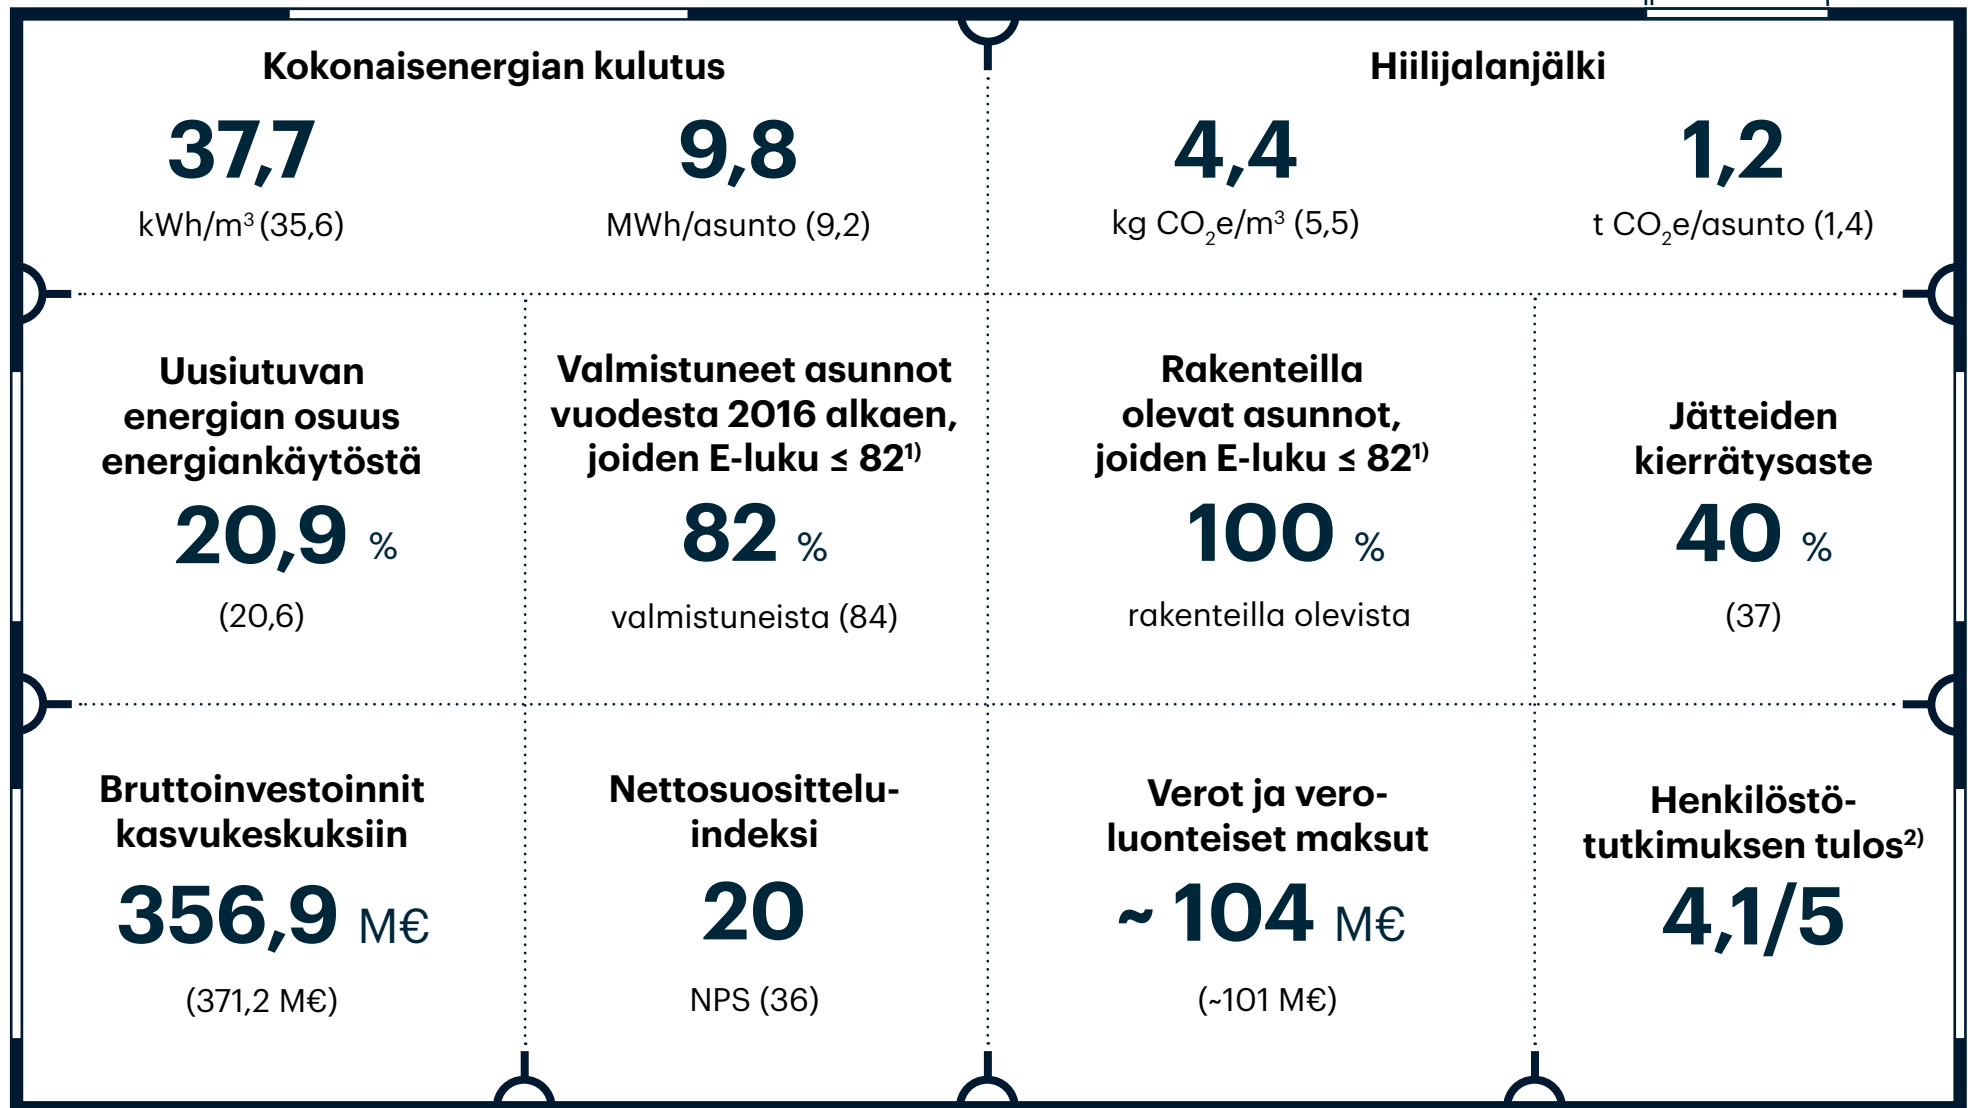 Kokonaisenergian kulutus
37,7
kWh/m³ (35,6)
9,8
MWh/asunto (9,2)
Hiilijalanjälki
4,4
kg CO₂e/m³ (5,5)
1,2
t CO₂e/asunto (1,4)
Uusiutuvan
energian osuus
energiankäytöstä
20,9 %
(20,6)
Valmistuneet asunnot
vuodesta 2016 alkaen,
joiden E-luku ≤ 82¹⁾
82 %
valmistuneista (84)
Rakenteilla
olevat asunnot,
joiden E-luku ≤ 82¹⁾
100 %
rakenteilla olevista
Jätteiden
kierrätysaste
40 %
(37)
Bruttoinvestoinnit
kasvukeskuksiin
356,9 M€
(371,2 M€)
Nettosuosittelu-
indeksi
20
NPS (36)
Verot ja vero-
luonteiset maksut
~ 104 M€
(~101 M€)
Henkilöstö-
tutkimuksen tulos²⁾
4,1/5